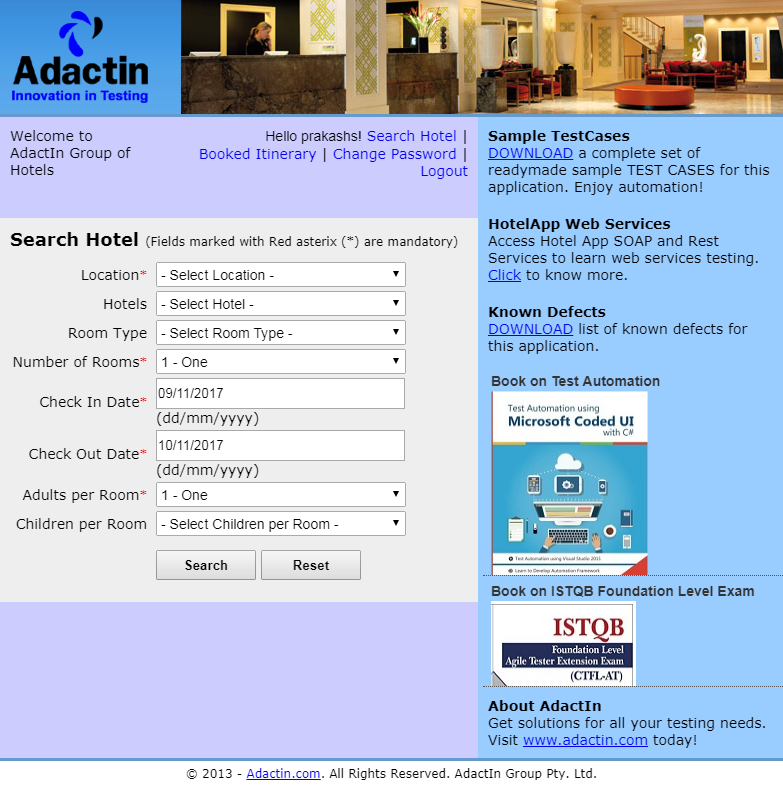 Adactin
Innovation in Testing
Welcome to
AdactIn Group of
Hotels
Hello prakashs! Search Hotel |
Booked Itinerary | Change Password |
Logout
Search Hotel (Fields marked with Red asterix (*) are mandatory)
Location* - Select Location -
Hotels - Select Hotel -
Room Type - Select Room Type -
Number of Rooms* 1 - One
Check In Date* 09/11/2017
(dd/mm/yyyy)
Check Out Date* 10/11/2017
(dd/mm/yyyy)
Adults per Room* 1 - One
Children per Room - Select Children per Room -
Search Reset
Sample TestCases
DOWNLOAD a complete set of
readymade sample TEST CASES for this
application. Enjoy automation!
HotelApp Web Services
Access Hotel App SOAP and Rest
Services to learn web services testing.
Click to know more.
Known Defects
DOWNLOAD list of known defects for
this application.
Book on Test Automation
Test Automation using
Microsoft Coded UI
with C#
Test Automation using Visual Studio 2015
Learn to Develop Automation Framework
Book on ISTQB Foundation Level Exam
ISTQB
Foundation Level
Agile Tester Extension Exam
(CTFL-AT)
About AdactIn
Get solutions for all your testing needs.
Visit www.adactin.com today!
© 2013 - Adactin.com. All Rights Reserved. AdactIn Group Pty. Ltd.